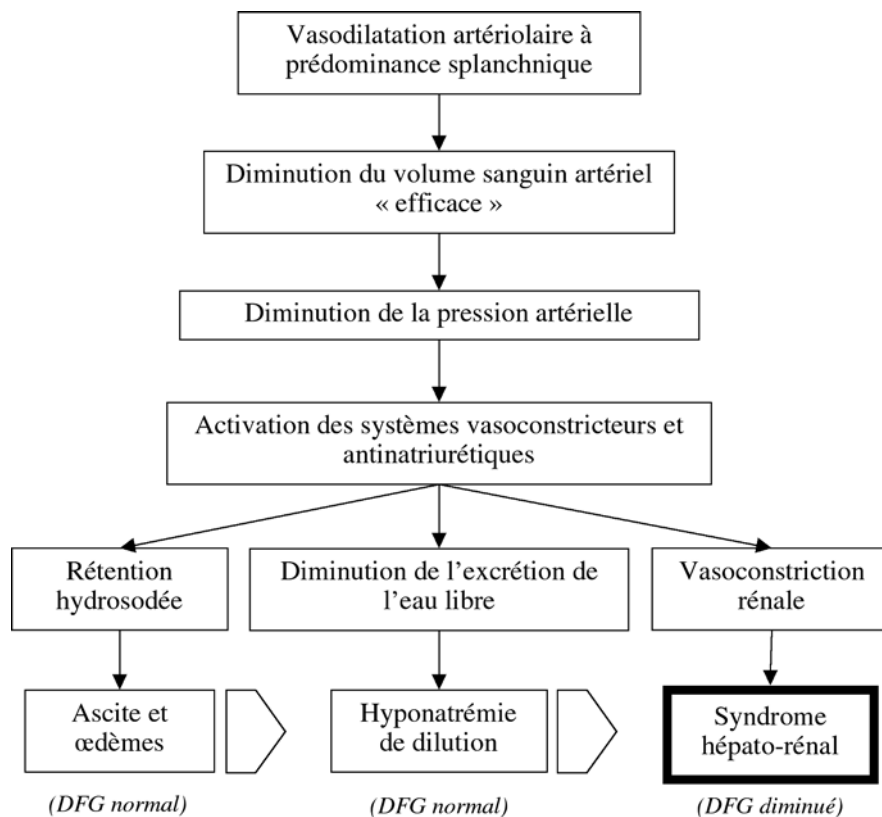 Vasodilatation artériolaire à
prédominance splanchnique
Diminution du volume sanguin artériel
« efficace »
Diminution de la pression artérielle
Activation des systèmes vasoconstricteurs et
antinatriurétiques
Rétention
hydrosodée
Diminution de l’excrétion de
l’eau libre
Vasoconstriction
rénale
Ascite et
œdèmes
Hyponatrémie
de dilution
Syndrome
hépato-rénal
(DFG normal)
(DFG normal)
(DFG diminué)